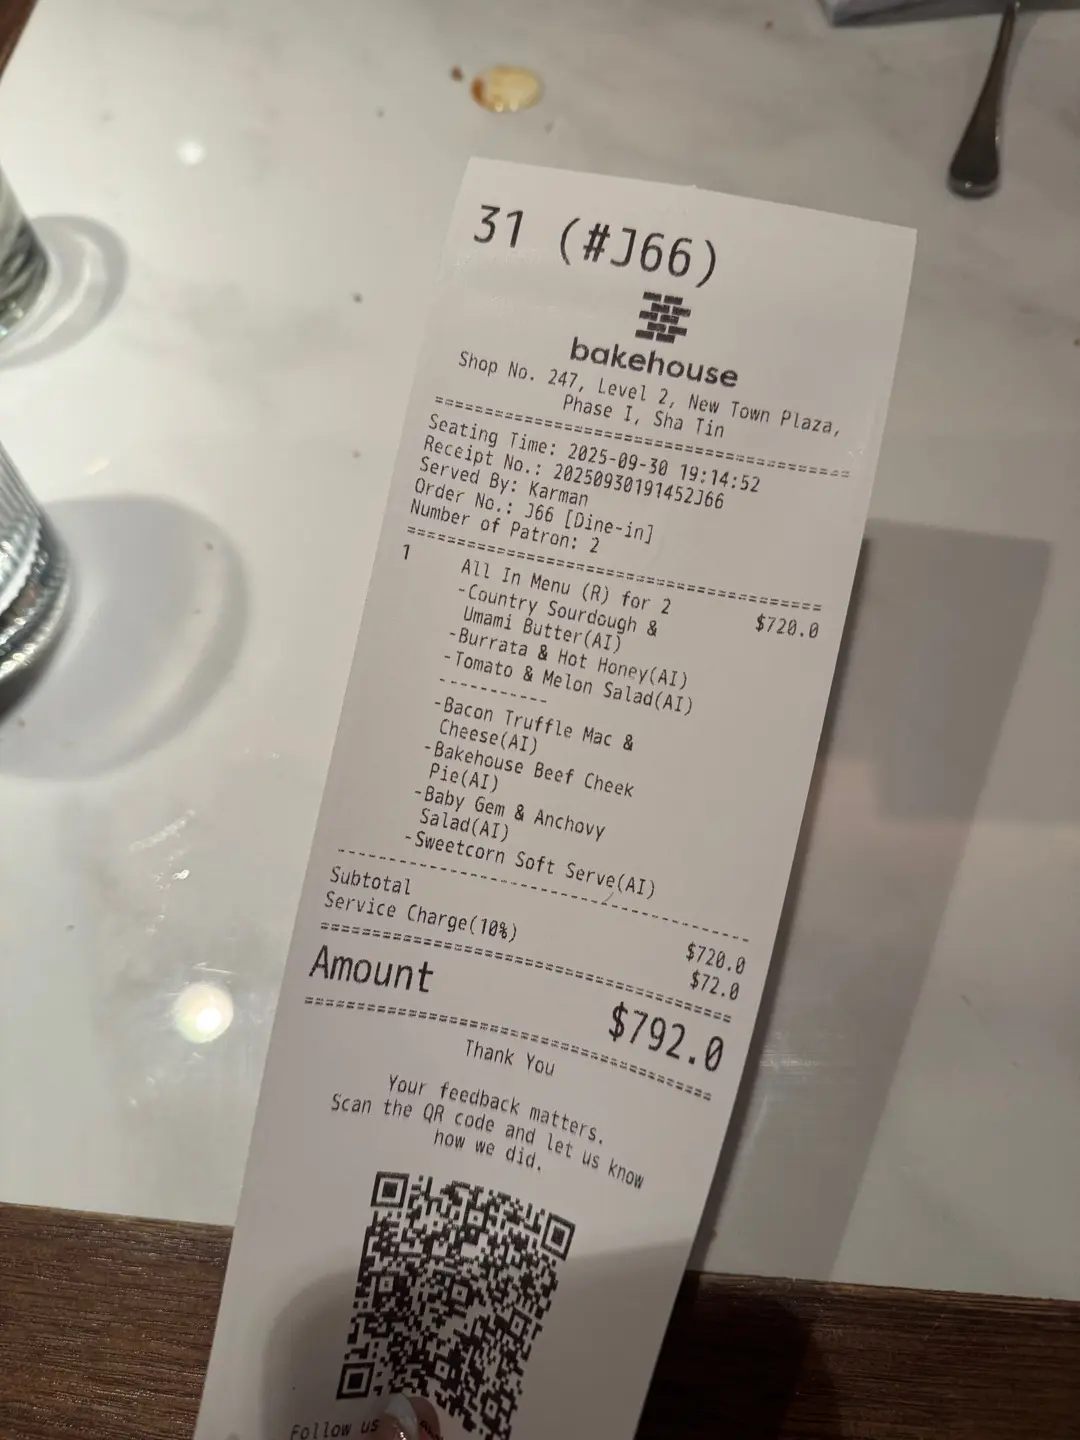 31 (#J66)
bakehouse
Shop No. 247, Level 2, New Town Plaza,
Phase I, Sha Tin
Seating Time: 2025-09-30 19:14:52
Receipt No.: 20250930191452J66
Served By: Karman
Order No.: J66 [Dine-in]
Number of Patron: 2
1 All In Menu (R) for 2 $720.0
-Country Sourdough &
Umami Butter(AI)
-Burrata & Hot Honey(AI)
-Tomato & Melon Salad(AI)
-----------
-Bacon Truffle Mac &
Cheese(AI)
-Bakehouse Beef Cheek
Pie(AI)
-Baby Gem & Anchovy
Salad(AI)
-Sweetcorn Soft Serve(AI)
Subtotal $720.0
Service Charge(10%) $72.0
Amount $792.0
Thank You
Your feedback matters.
Scan the QR code and let us know
how we did.
Follow us